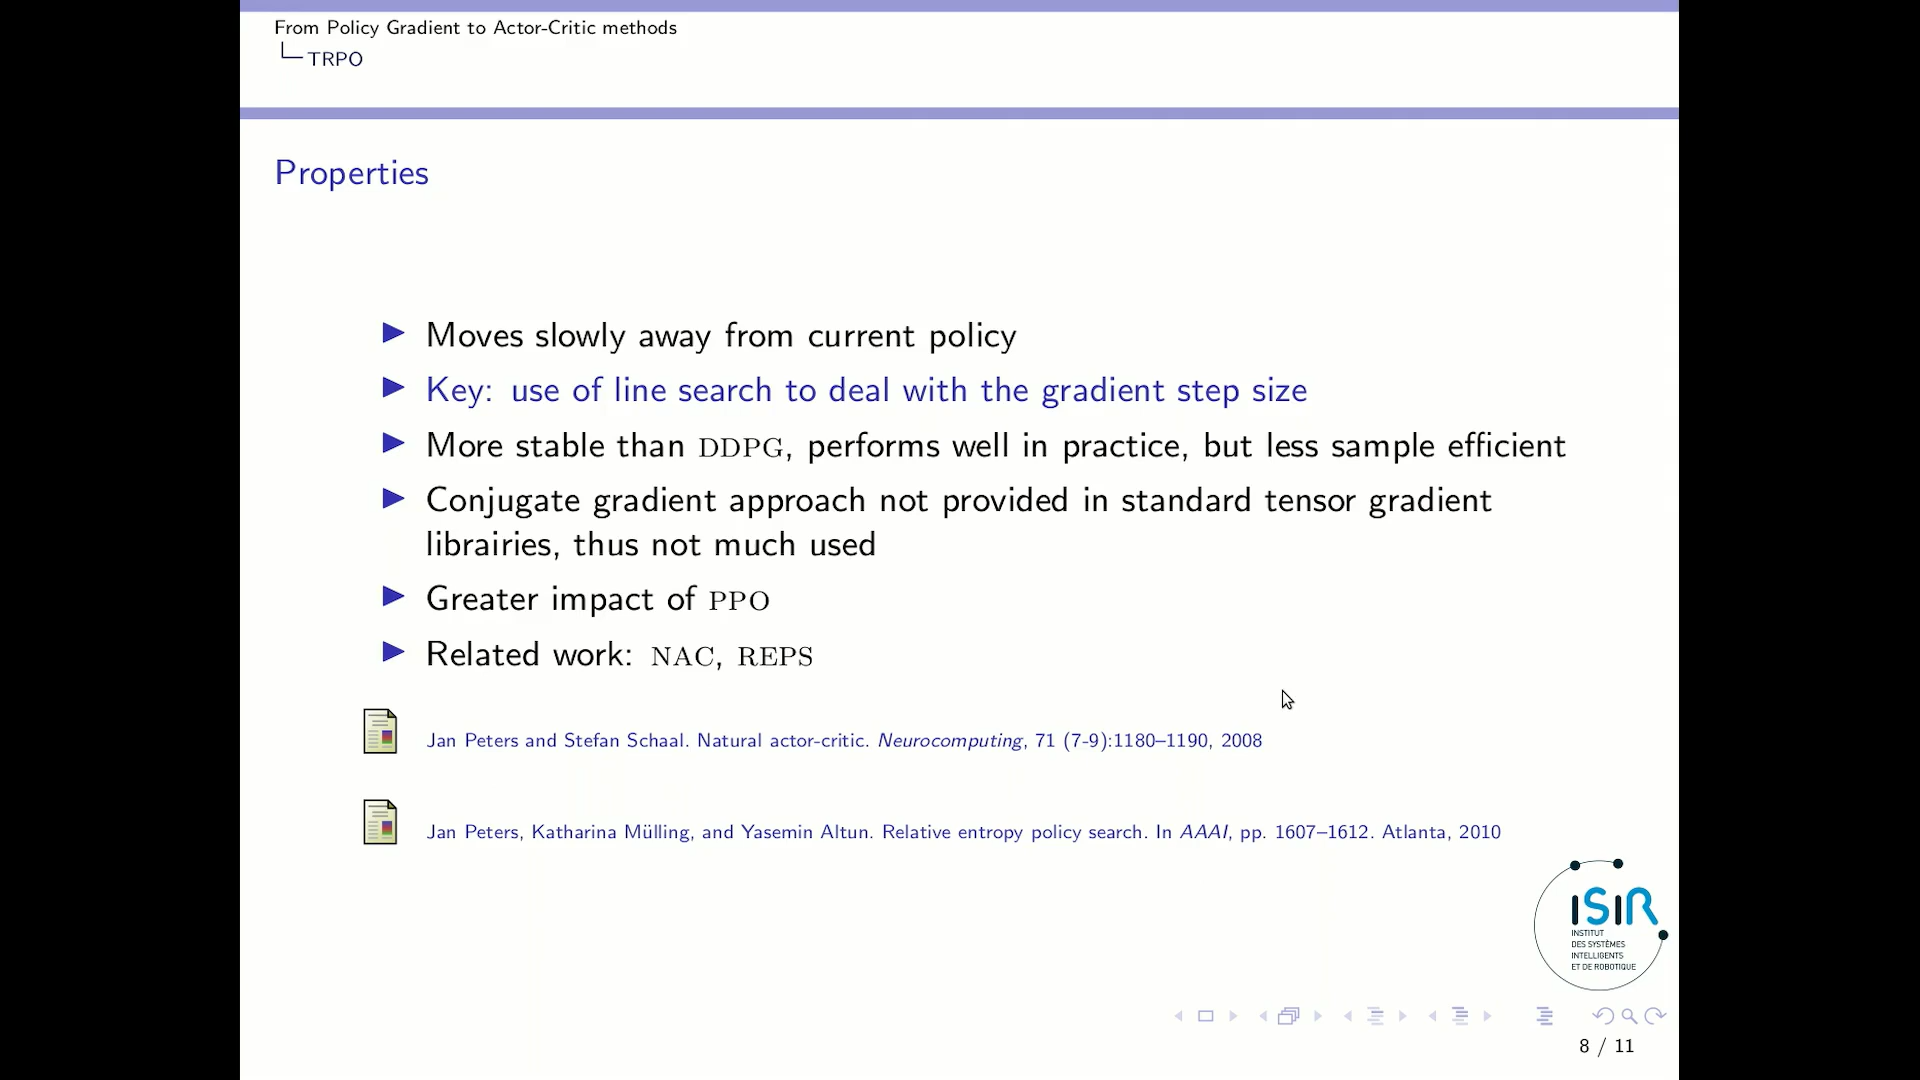 From Policy Gradient to Actor-Critic methods
TRPO
Properties
Moves slowly away from current policy
Key: use of line search to deal with the gradient step size
More stable than DDPG, performs well in practice, but less sample efficient
Conjugate gradient approach not provided in standard tensor gradient
librairies, thus not much used
Greater impact of PPO
Related work: NAC, REPS
Jan Peters and Stefan Schaal. Natural actor-critic. Neurocomputing, 71 (7-9):1180–1190, 2008
Jan Peters, Katharina Mülling, and Yasemin Altun. Relative entropy policy search. In AAAI, pp. 1607–1612. Atlanta, 2010
ISIR
INSTITUT
DES SYSTÈMES
INTELLIGENTS
ET DE ROBOTIQUE
8 / 11